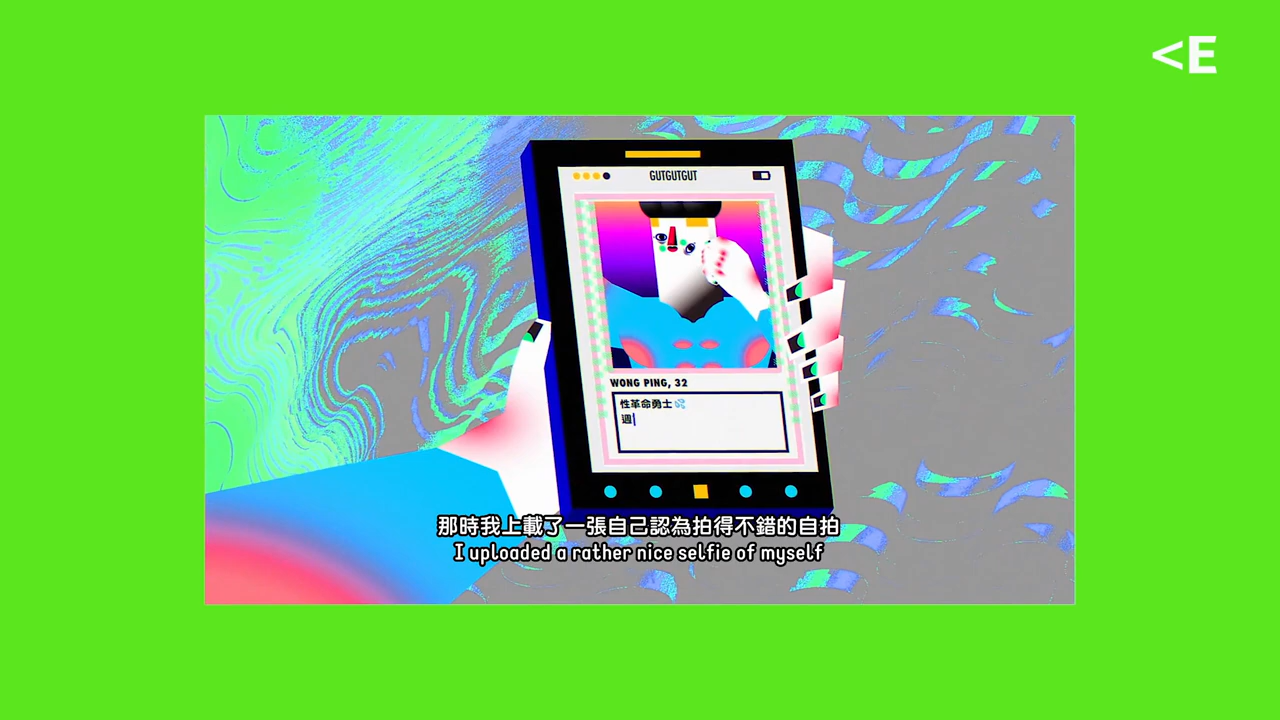 <E
GUTGUTGUT
WONG PING, 32
性革命勇士💦
週
那時我上載了一張自己認為拍得不錯的自拍
I uploaded a rather nice selfie of myself